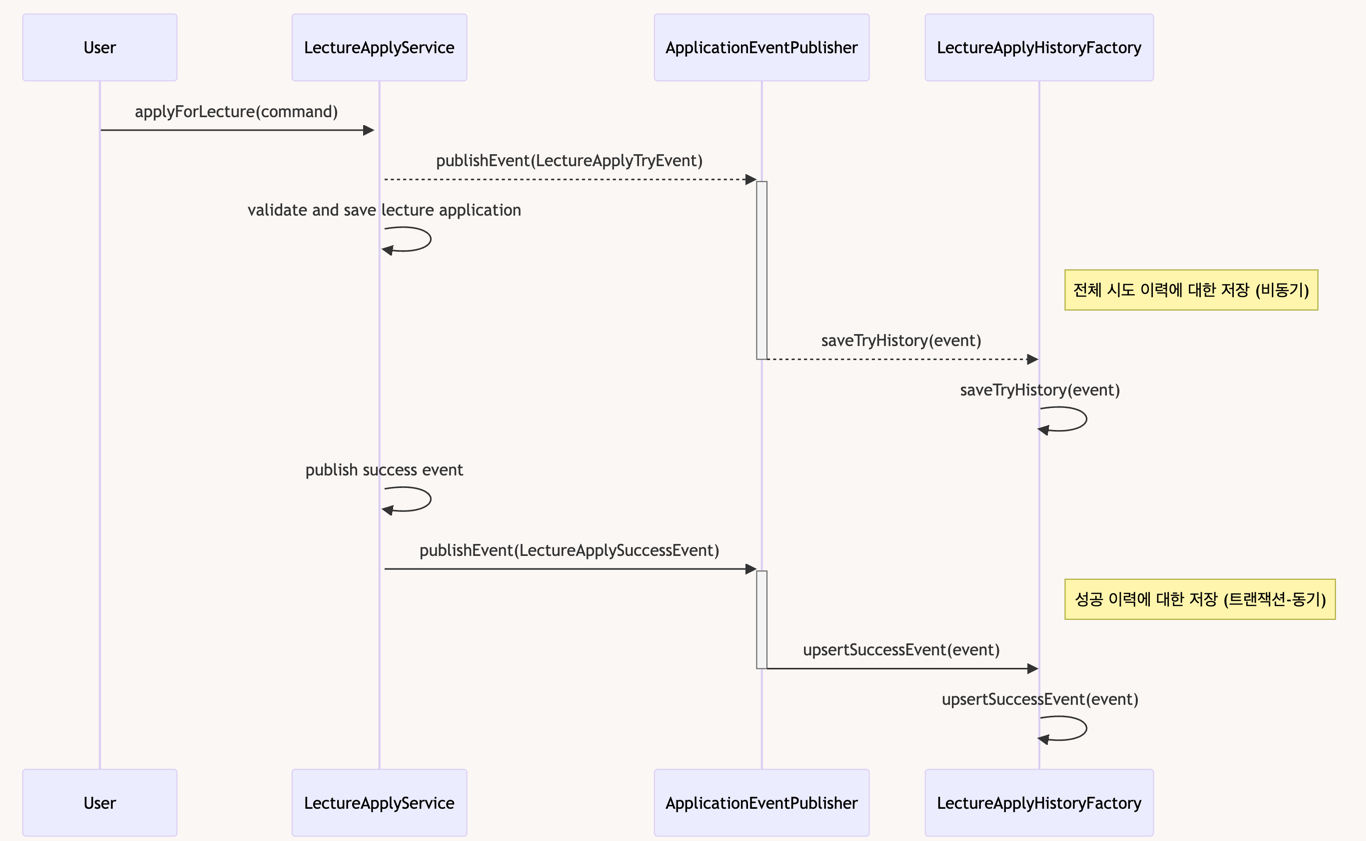 User
LectureApplyService
ApplicationEventPublisher
LectureApplyHistoryFactory
applyForLecture(command)
publishEvent(LectureApplyTryEvent)
validate and save lecture application
전체 시도 이력에 대한 저장 (비동기)
saveTryHistory(event)
saveTryHistory(event)
publish success event
publishEvent(LectureApplySuccessEvent)
성공 이력에 대한 저장 (트랜잭션-동기)
upsertSuccessEvent(event)
upsertSuccessEvent(event)
User
LectureApplyService
ApplicationEventPublisher
LectureApplyHistoryFactory